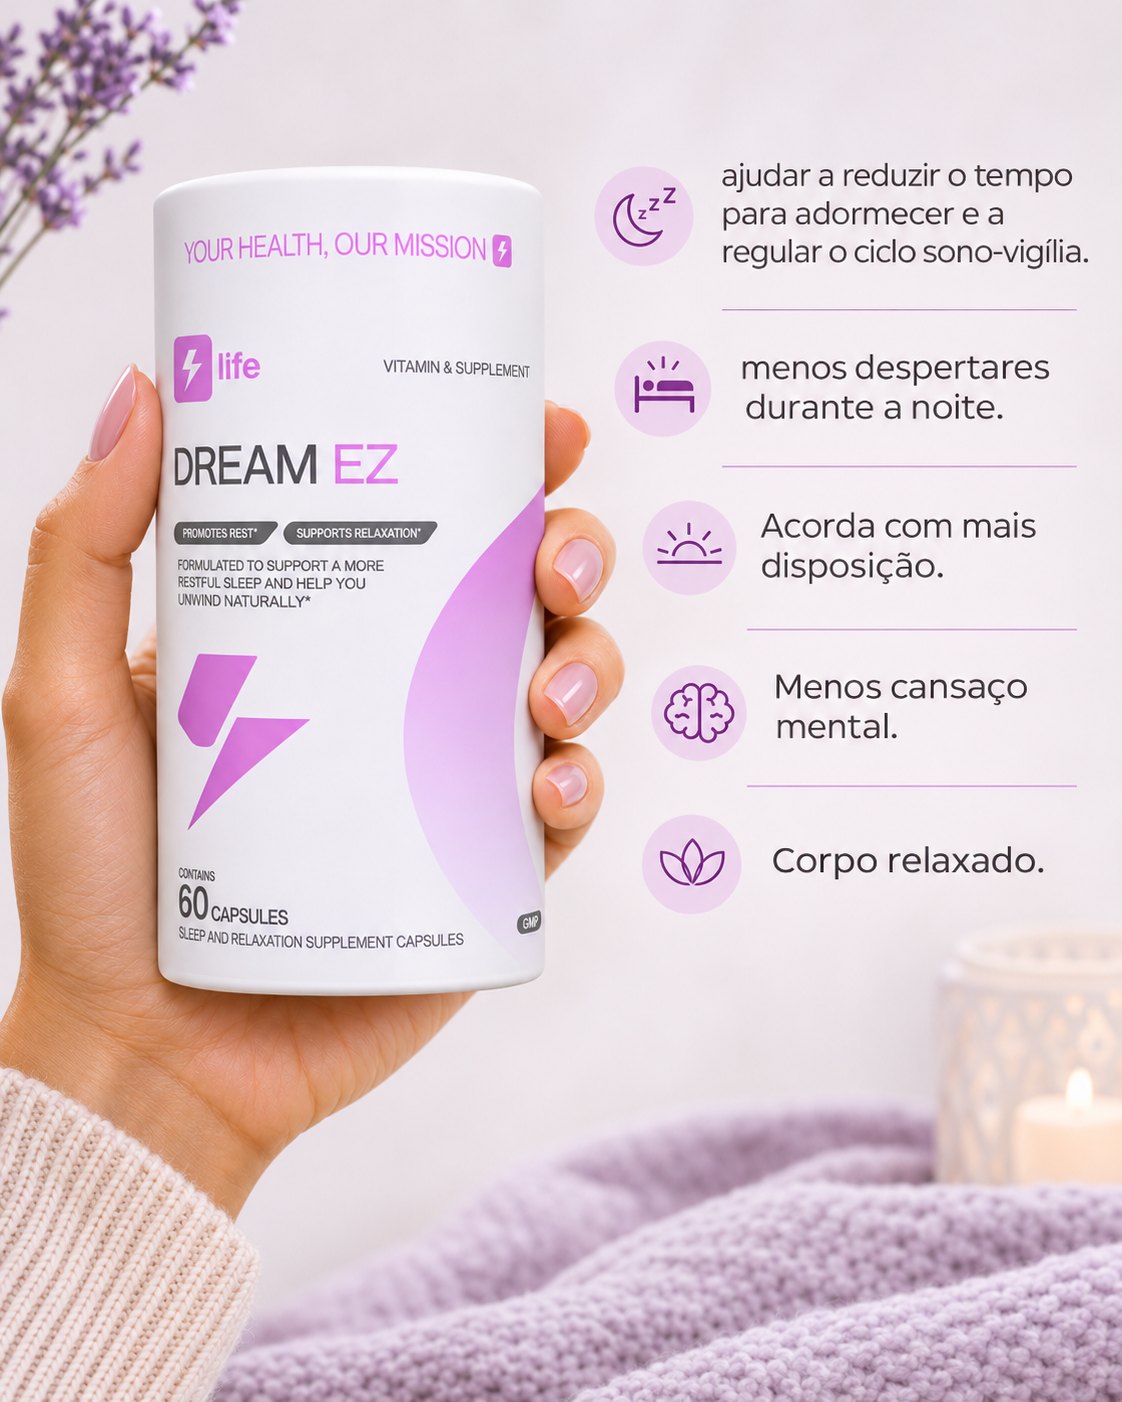 YOUR HEALTH, OUR MISSION
life
VITAMIN & SUPPLEMENT
DREAM EZ
PROMOTES REST*
SUPPORTS RELAXATION*
FORMULATED TO SUPPORT A MORE
RESTFUL SLEEP AND HELP YOU
UNWIND NATURALLY*
CONTAINS
60 CAPSULES
SLEEP AND RELAXATION SUPPLEMENT CAPSULES
GMP
ajudar a reduzir o tempo
para adormecer e a
regular o ciclo sono-vigília.
menos despertares
durante a noite.
Acorda com mais
disposição.
Menos cansaço
mental.
Corpo relaxado.